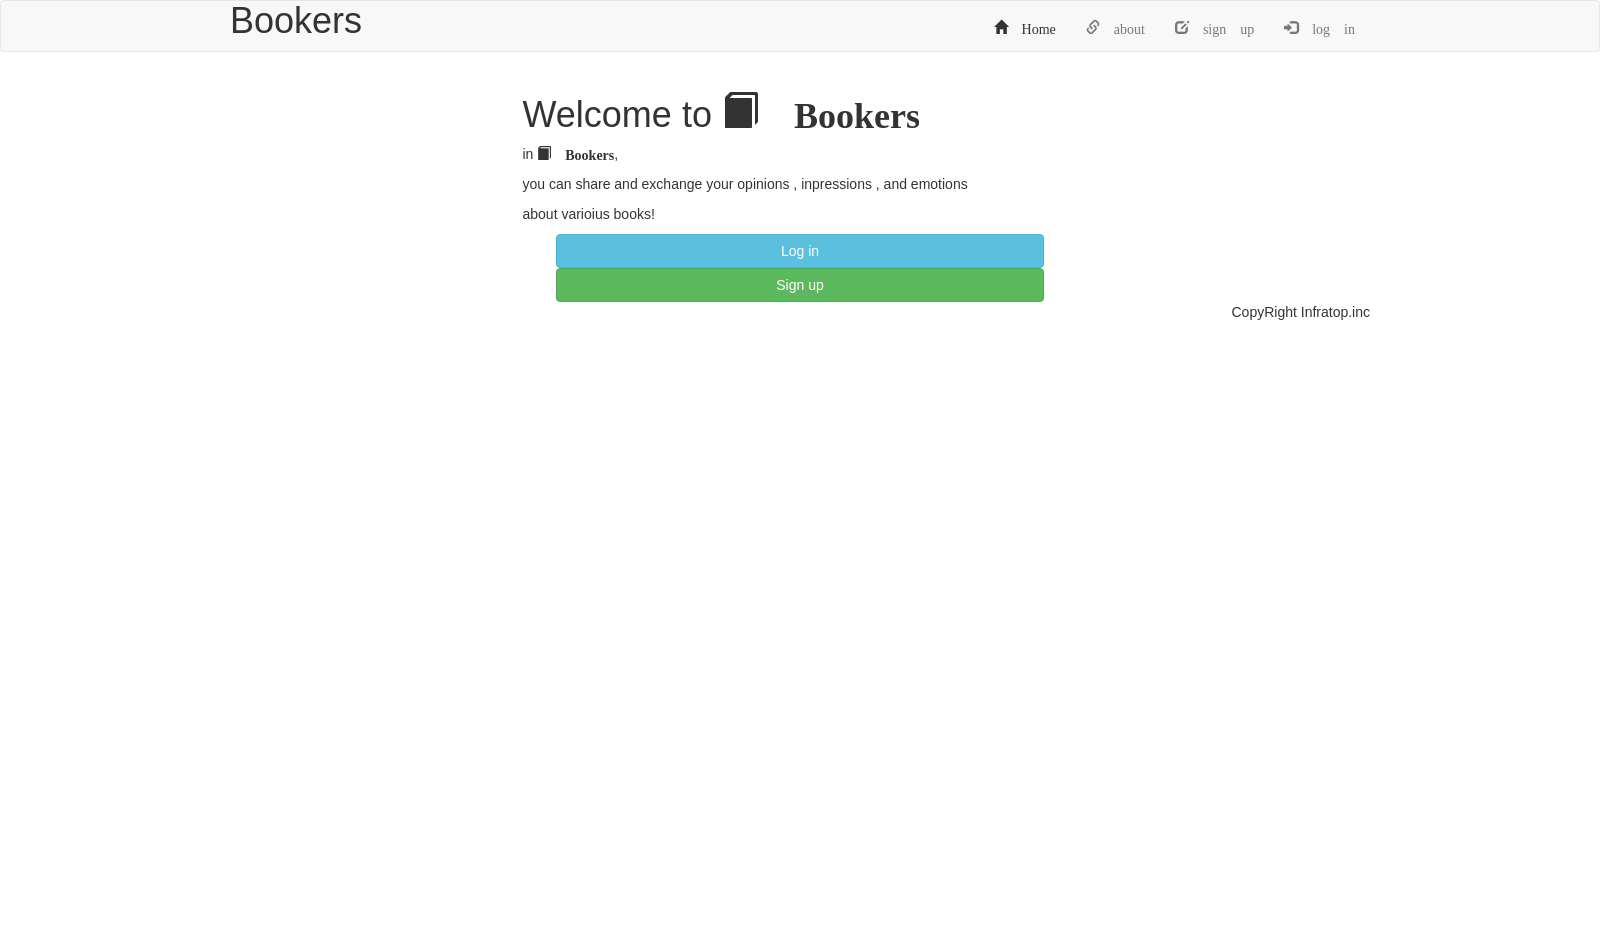 Bookers
Home about sign up log in
Welcome to Bookers
in Bookers,
you can share and exchange your opinions , inpressions , and emotions
about varioius books!
Log in
Sign up
CopyRight Infratop.inc